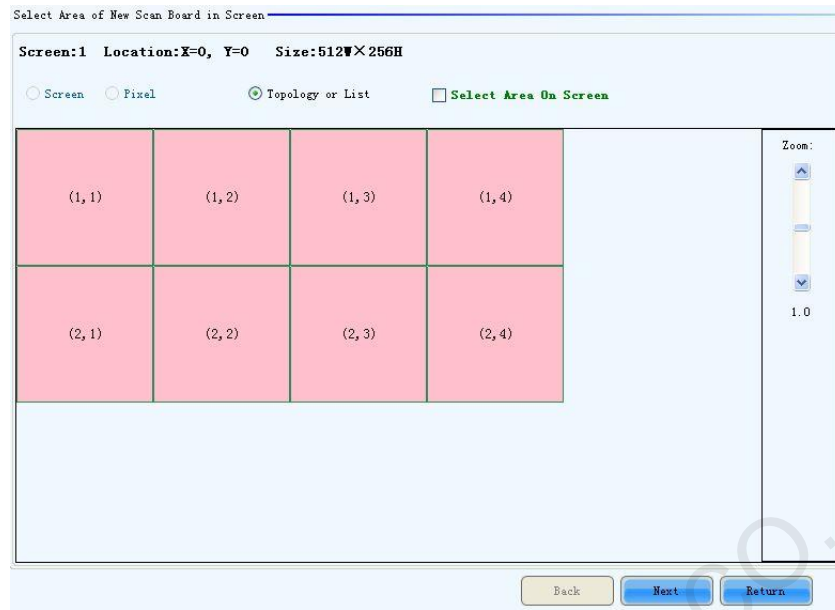 Select Area of New Scan Board in Screen
Screen:1 Location:X=0, Y=0 Size:512W×256H
Screen Pixel Topology or List Select Area On Screen
Zoom:
(1,1) (1,2) (1,3) (1,4)
1.0
(2,1) (2,2) (2,3) (2,4)
Back Next Return